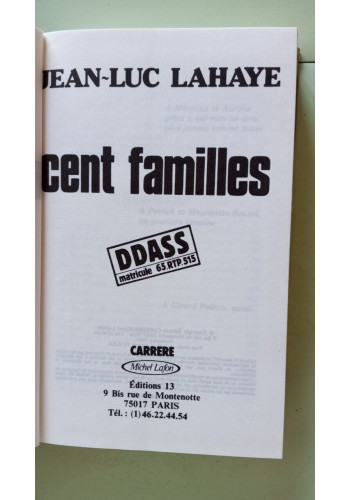 JEAN-LUC LAHAYE
cent familles
DDASS
matricule 65.RTP.515
CARRERE
Michel Lafon
Éditions 13
9 Bis rue de Montenotte
75017 PARIS
Tél. : (1) 46.22.44.54